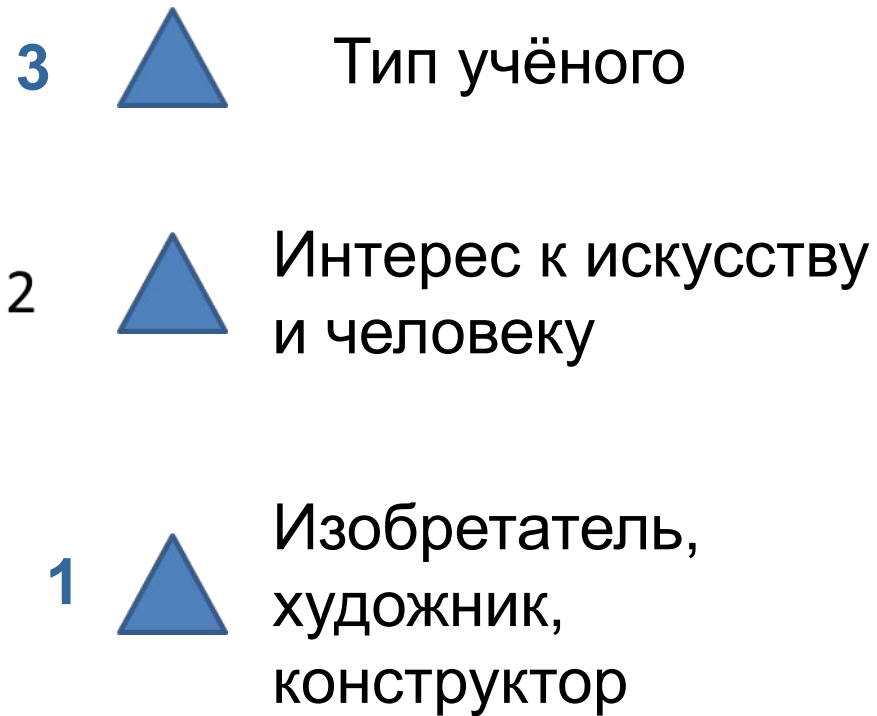 3 Тип учёного
2 Интерес к искусству
и человеку
1 Изобретатель,
художник,
конструктор